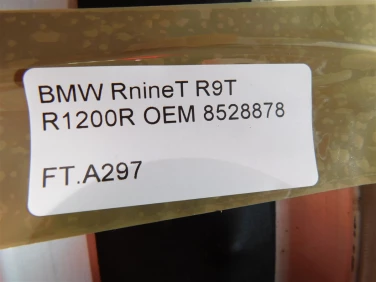 BMW RnineT R9T
R1200R OEM 8528878
FT.A297